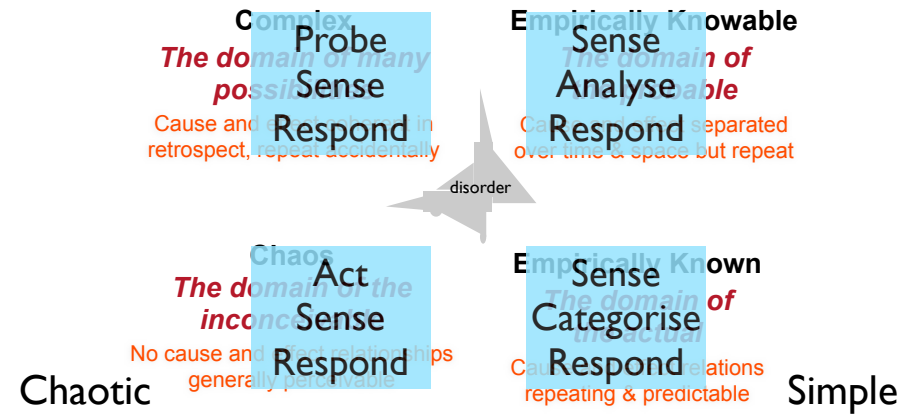 Complex
The domain of many
possibilities
Cause and effect coherent in
retrospect, repeat accidentally
Probe
Sense
Respond
Empirically Knowable
The domain of
the probable
Cause and effect separated
over time & space but repeat
Sense
Analyse
Respond
disorder
Chaos
The domain of the
inconceivable
No cause and effect relationships
generally perceivable
Act
Sense
Respond
Chaotic
Empirically Known
The domain of
the actual
Cause and effect relations
repeating & predictable
Sense
Categorise
Respond
Simple